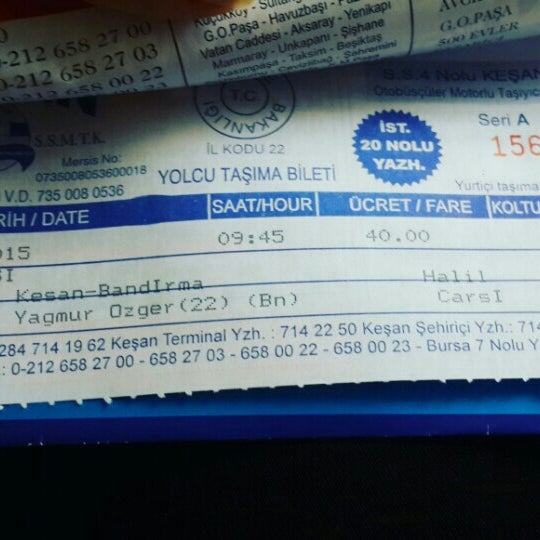 0-212 658 27 00
0-212 658 27 03
0-212 658 00 22
Küçükköy - Sultan
G.O.Paşa - Havuzbaşı - Faz
Vatan Caddesi - Aksaray - Yenikapı
Marmaray - Unkapanı - Şişhane
Kasımpaşa - Taksim - Beşiktaş
G.O.PAŞA
500 EVLER
S.S.4 Nolu KEŞAN
Otobüsçüler Motorlu Taşıyıc
T.C
BAKANLIĞI
İL KODU 22
S.S.M.T.K.
Mersis No:
0735008053600018
V.D. 735 008 0536
YOLCU TAŞIMA BİLETİ
İST.
20 NOLU
YAZH.
Seri A
156
Yurtiçi taşıma
RİH / DATE SAAT/HOUR ÜCRET / FARE KOLTU
015 09:45 40.00
SI
Kesan-BandIrma Halil
Yagmur Ozger(22) (Bn) CarsI
284 714 19 62 Keşan Terminal Yzh. : 714 22 50 Keşan Şehiriçi Yzh.: 714
: 0-212 658 27 00 - 658 27 03 - 658 00 22 - 658 00 23 - Bursa 7 Nolu Y